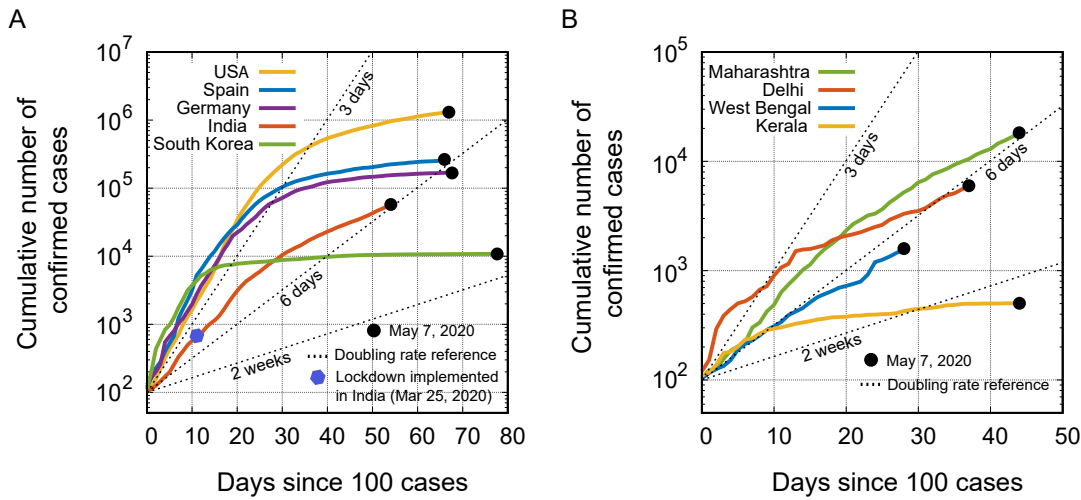 A
Cumulative number of
confirmed cases
10^7
10^6
10^5
10^4
10^3
10^2
USA
Spain
Germany
India
South Korea
3 days
6 days
2 weeks
May 7, 2020
Doubling rate reference
Lockdown implemented
in India (Mar 25, 2020)
0 10 20 30 40 50 60 70 80
Days since 100 cases
B
Cumulative number of
confirmed cases
10^5
10^4
10^3
10^2
Maharashtra
Delhi
West Bengal
Kerala
3 days
6 days
2 weeks
May 7, 2020
Doubling rate reference
0 10 20 30 40 50
Days since 100 cases